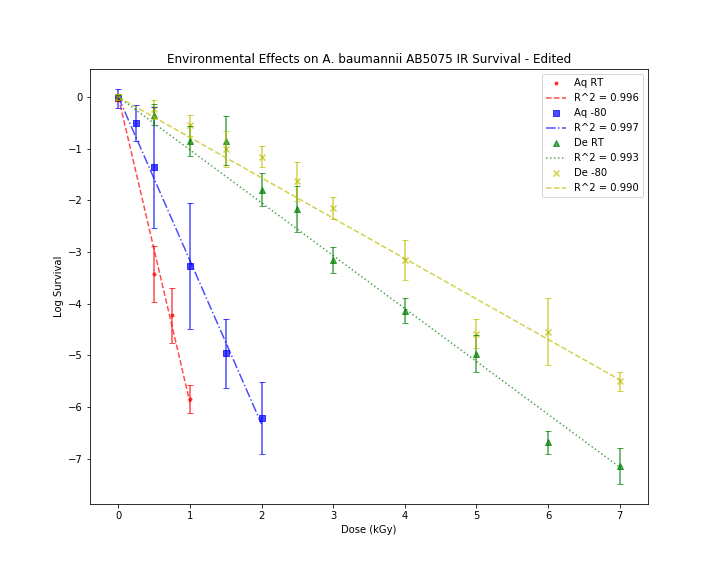 Environmental Effects on A. baumannii AB5075 IR Survival - Edited
Aq RT
R^2 = 0.996
Aq -80
R^2 = 0.997
De RT
R^2 = 0.993
De -80
R^2 = 0.990
Log Survival
0
−1
−2
−3
−4
−5
−6
−7
0 1 2 3 4 5 6 7
Dose (kGy)